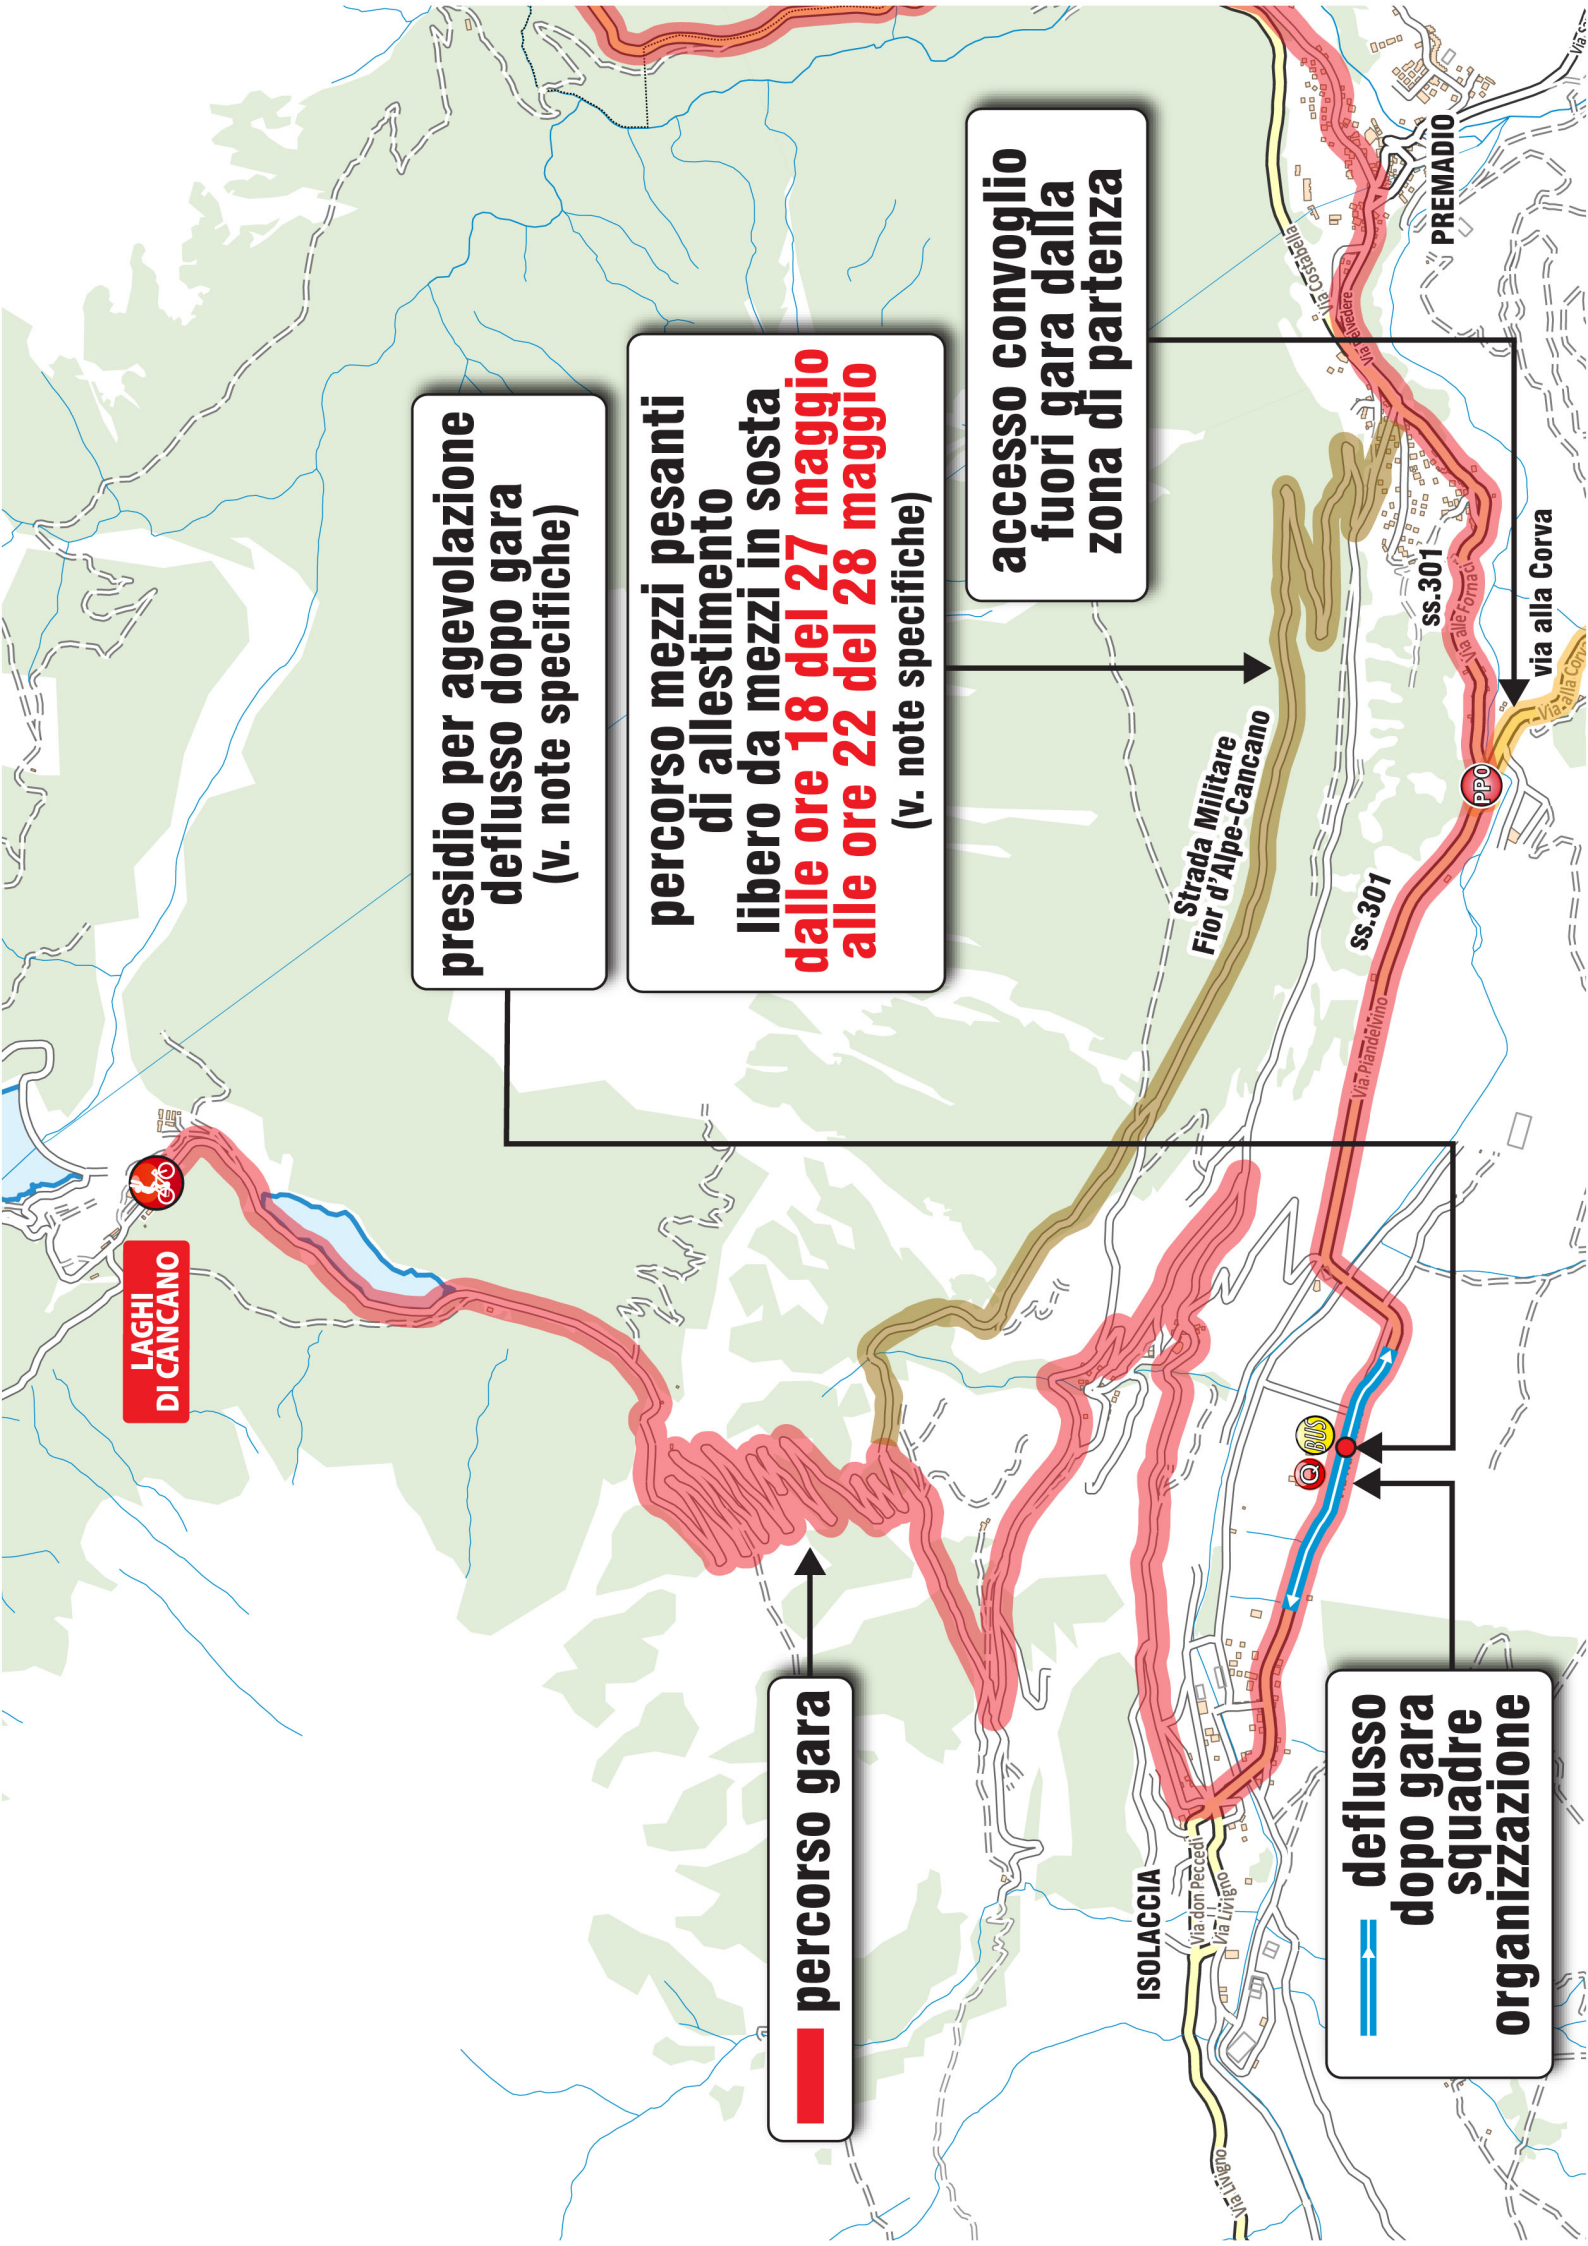 LAGHI
DI CANCANO
presidio per agevolazione
deflusso dopo gara
(v. note specifiche)
percorso mezzi pesanti
di allestimento
libero da mezzi in sosta
dalle ore 18 del 27 maggio
alle ore 22 del 28 maggio
(v. note specifiche)
accesso convoglio
fuori gara dalla
zona di partenza
percorso gara
Strada Militare
Fior d'Alpe-Cancano
ISOLACCIA
Via don Peccedi
Via Livigno
Via Livigno
Q
BUS
deflusso
dopo gara
squadre
organizzazione
Via Piandelvino
ss.301
PPO
ss.301
Via alle Fornaci
via alla Corva
Via alla Corva
Via Belvedere
Via Costabella
PREMADIO